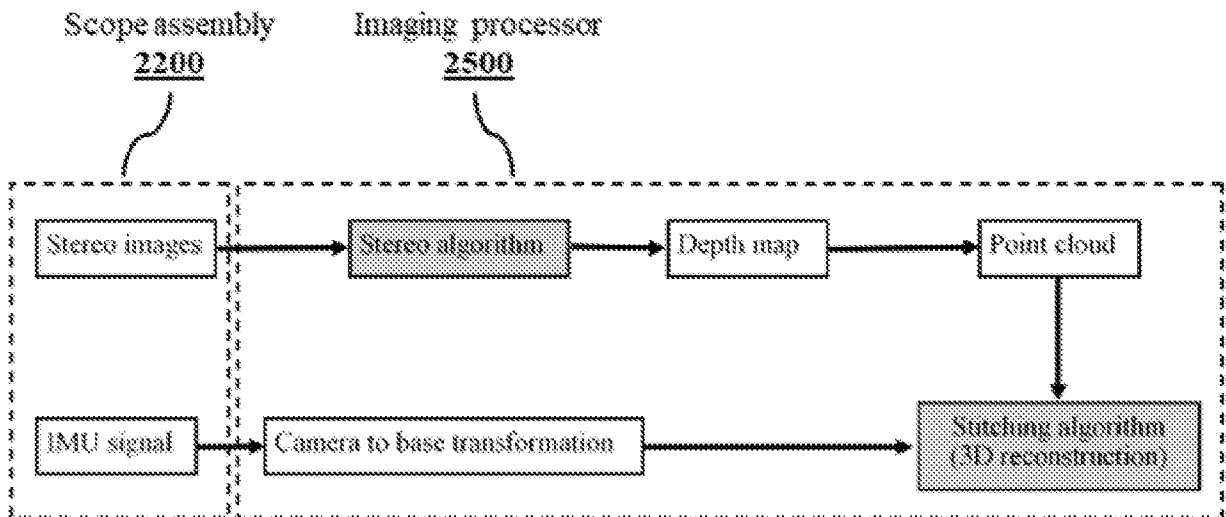 Scope assembly
2200
Imaging processor
2500
Stereo images
Stereo algorithm
Depth map
Point cloud
IMU signal
Camera to base transformation
Stitching algorithm
(3D reconstruction)